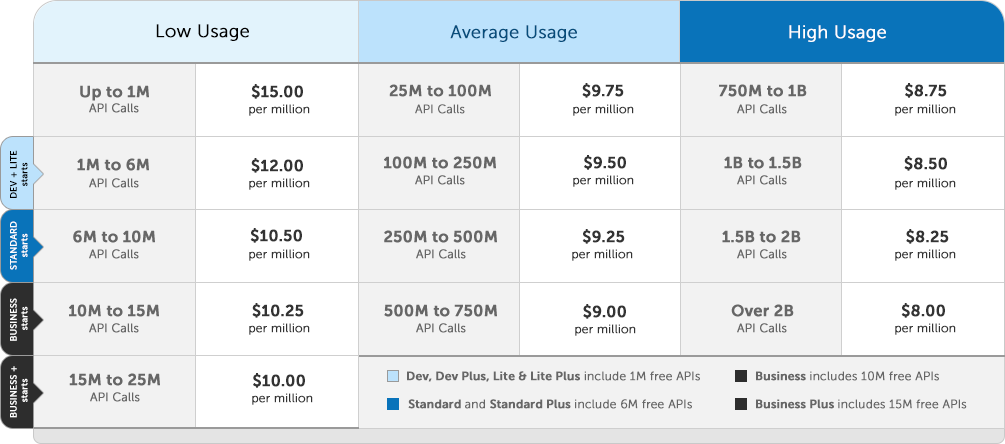 Low Usage
Average Usage
High Usage
Up to 1M
API Calls
$15.00
per million
25M to 100M
API Calls
$9.75
per million
750M to 1B
API Calls
$8.75
per million
DEV + LITE
starts
1M to 6M
API Calls
$12.00
per million
100M to 250M
API Calls
$9.50
per million
1B to 1.5B
API Calls
$8.50
per million
STANDARD
starts
6M to 10M
API Calls
$10.50
per million
250M to 500M
API Calls
$9.25
per million
1.5B to 2B
API Calls
$8.25
per million
BUSINESS
starts
10M to 15M
API Calls
$10.25
per million
500M to 750M
API Calls
$9.00
per million
Over 2B
API Calls
$8.00
per million
BUSINESS +
starts
15M to 25M
API Calls
$10.00
per million
Dev, Dev Plus, Lite & Lite Plus include 1M free APIs
Business includes 10M free APIs
Standard and Standard Plus include 6M free APIs
Business Plus includes 15M free APIs